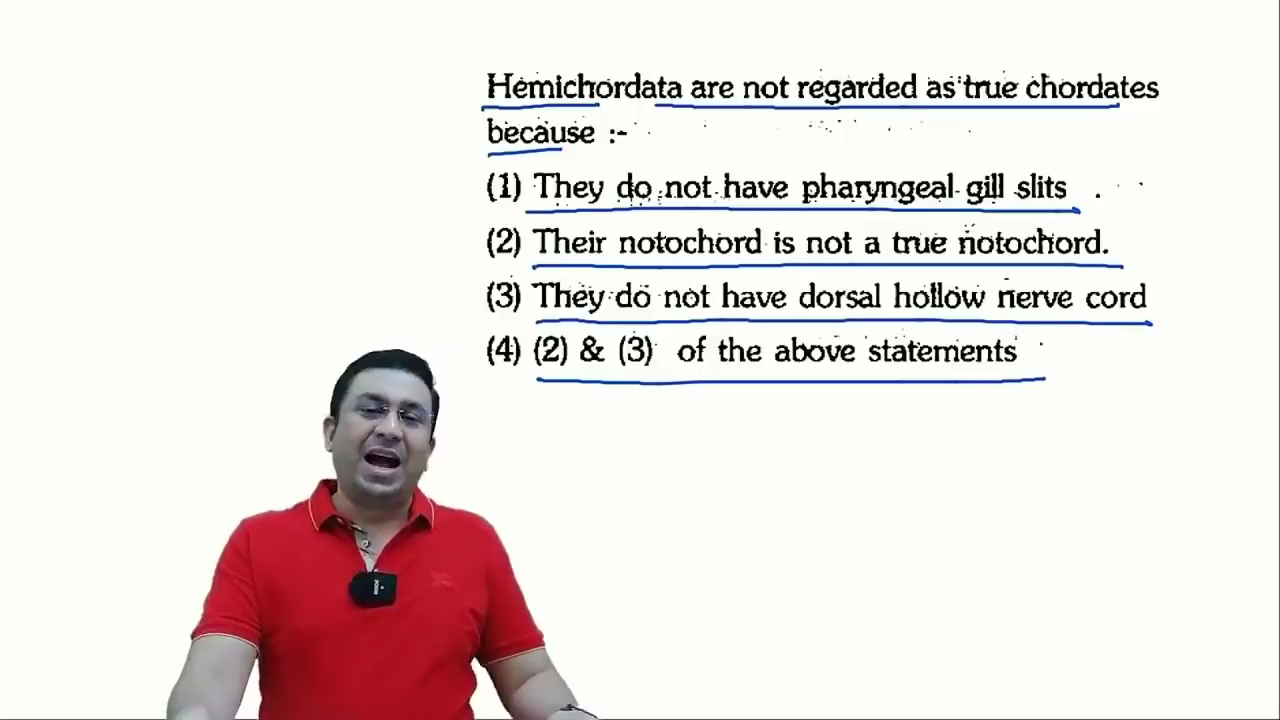 Hemichordata are not regarded as true chordates
because :-
(1) They do not have pharyngeal gill slits .
(2) Their notochord is not a true notochord.
(3) They do not have dorsal hollow nerve cord
(4) (2) & (3) of the above statements